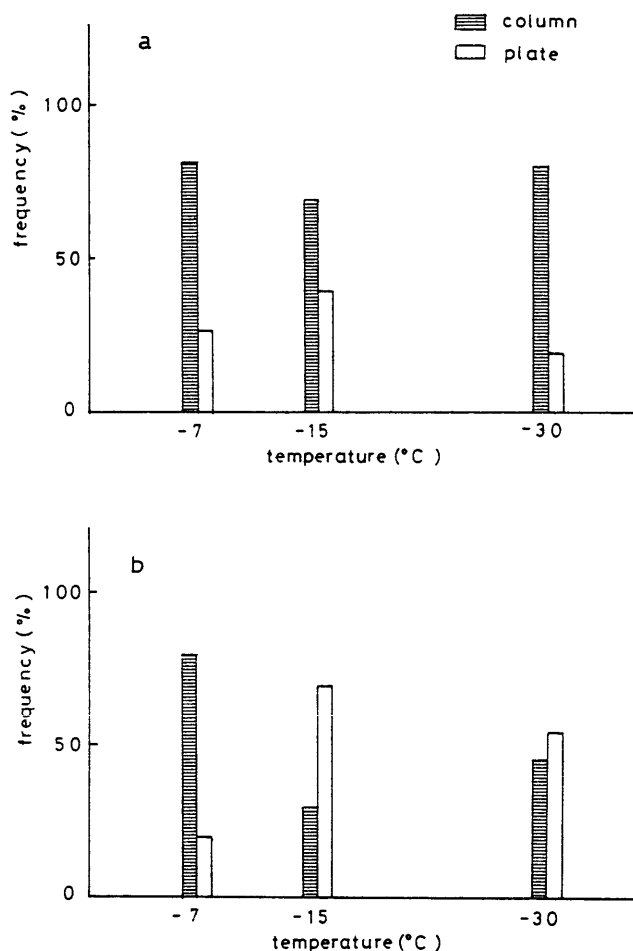 a
column
plate
frequency (%)
100
50
0
-7 -15 -30
temperature (°C )
b
frequency (%)
100
50
0
-7 -15 -30
temperature (°C )